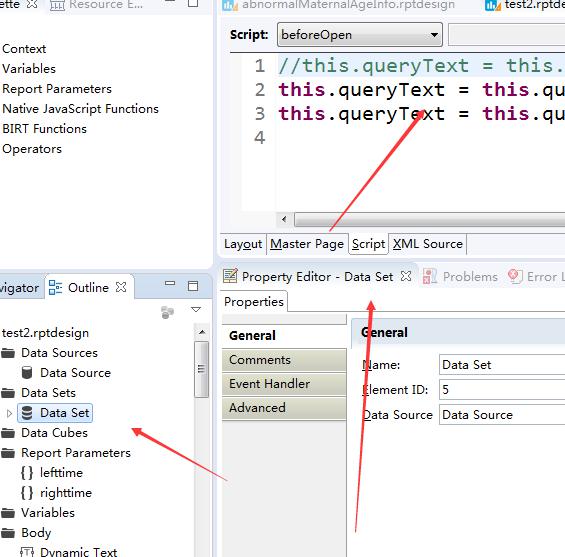 ette
Resource E...
abnormalMaternalAgeInfo.rptdesign
test2.rptde
Context
Variables
Report Parameters
Native JavaScript Functions
BIRT Functions
Operators
Script:
beforeOpen
1 //this.queryText = this.
2 this.queryText = this.qu
3 this.queryText = this.qu
4
Layout
Master Page
Script
XML Source
vigator
Outline
test2.rptdesign
Data Sources
Data Source
Data Sets
Data Set
Data Cubes
Report Parameters
{} lefttime
{} righttime
Variables
Body
Dynamic Text
Property Editor - Data Set
Problems
Error L
Properties
General
Comments
Event Handler
Advanced
General
Name: Data Set
Element ID: 5
Data Source Data Source